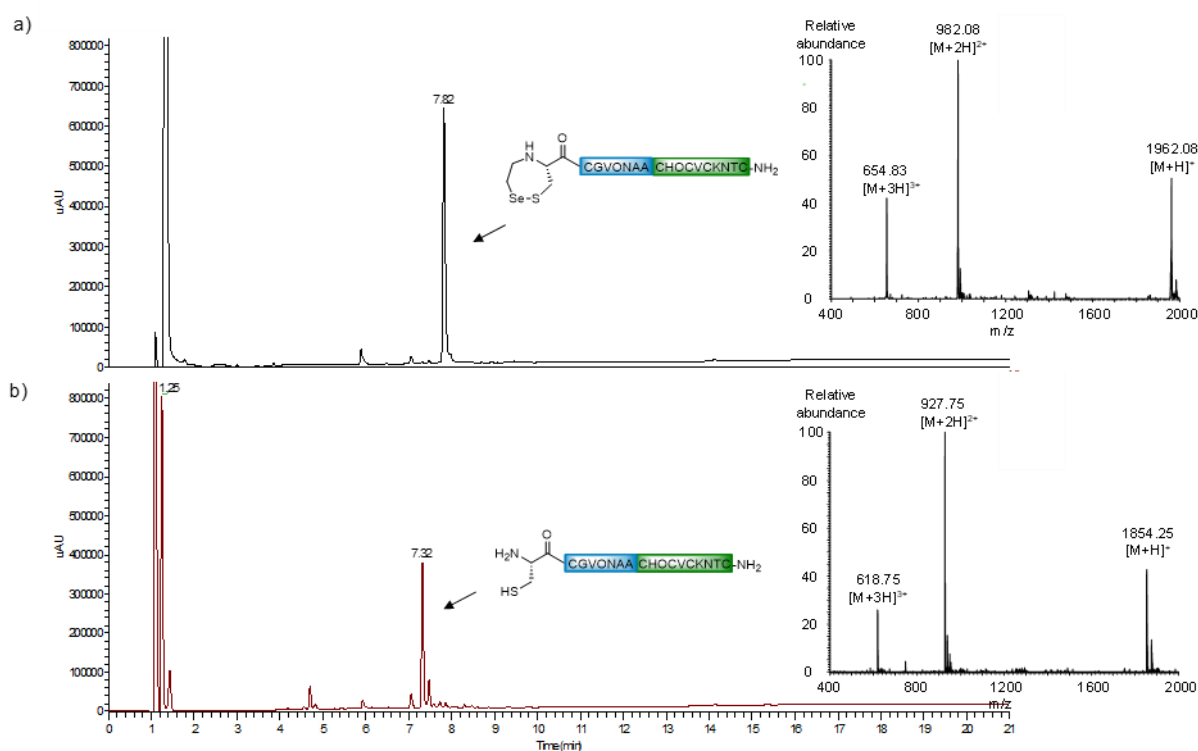 a)
800000
700000
600000
500000
400000
300000
200000
100000
0
uAU
7.82
H
N
O
Se-S
CGVONAA CHOCVCKNTC-NH2
Relative
abundance
982.08
[M+2H]2+
100
80
60
40
20
0
654.83
[M+3H]3+
1962.08
[M+H]+
400 800 1200 1600 2000
m/z
b)
800000
700000
600000
500000
400000
300000
200000
100000
0
uAU
1.25
7.32
H2N
O
HS
CGVONAA CHOCVCKNTC-NH2
Relative
abundance
927.75
[M+2H]2+
100
80
60
40
20
0
618.75
[M+3H]3+
1854.25
[M+H]+
400 800 1200 1600 2000
m/z
0 1 2 3 4 5 6 7 8 9 10 11 12 13 14 15 16 17 18 19 20 21
Time(min)